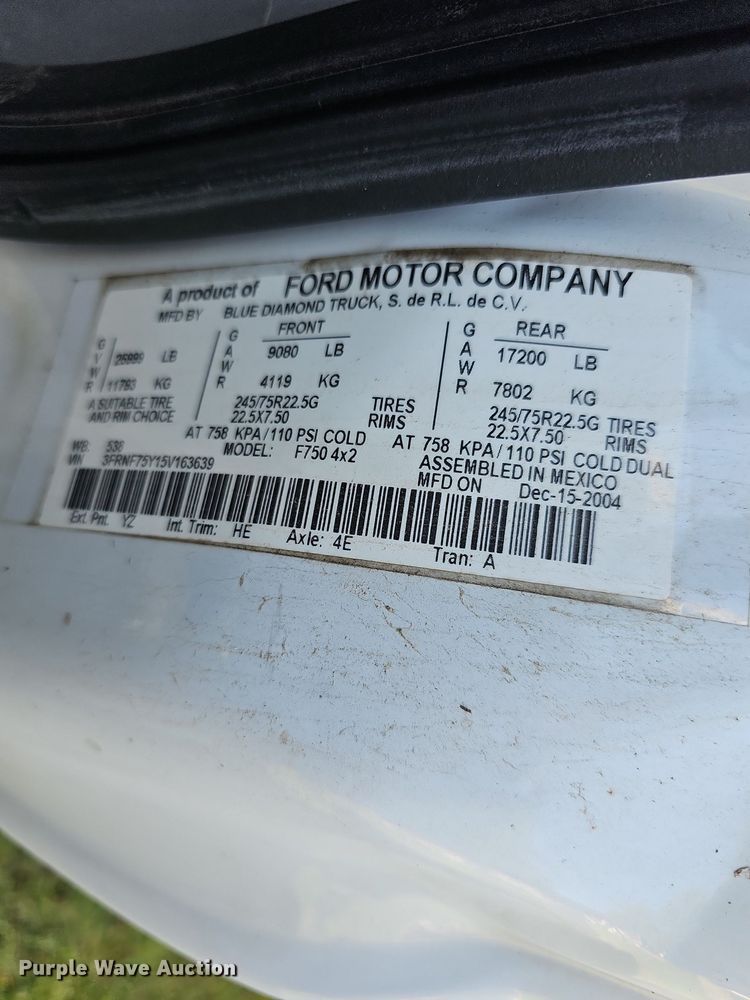 A product of FORD MOTOR COMPANY
MFD BY BLUE DIAMOND TRUCK, S. de R.L. de C.V.
GVWR 25999 LB 11793 KG
FRONT GAWR 9080 LB 4119 KG
REAR GAWR 17200 LB 7802 KG
A SUITABLE TIRE AND RIM CHOICE
245/75R22.5G TIRES
22.5X7.50 RIMS
245/75R22.5G TIRES
22.5X7.50 RIMS
AT 758 KPA/110 PSI COLD
AT 758 KPA/110 PSI COLD DUAL
WB: 538
VIN: 3FRNF75Y15V163639
MODEL: F750 4x2
ASSEMBLED IN MEXICO
MFD ON Dec-15-2004
Ext. Pnt. Y2 Int. Trim: HE Axle: 4E Tran: A
Purple Wave Auction